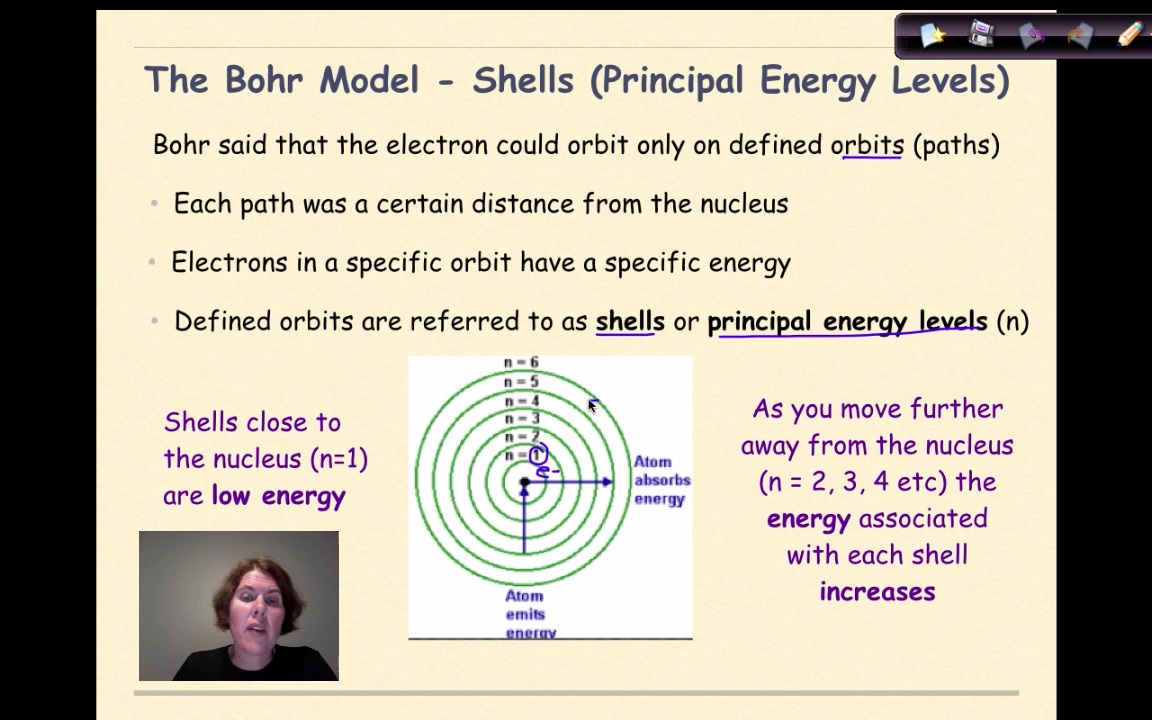 The Bohr Model - Shells (Principal Energy Levels)
Bohr said that the electron could orbit only on defined orbits (paths)
• Each path was a certain distance from the nucleus
• Electrons in a specific orbit have a specific energy
• Defined orbits are referred to as shells or principal energy levels (n)
Shells close to
the nucleus (n=1)
are low energy
n = 6
n = 5
n = 4
n = 3
n = 2
n = 1
e-
Atom
absorbs
energy
Atom
emits
energy
As you move further
away from the nucleus
(n = 2, 3, 4 etc) the
energy associated
with each shell
increases